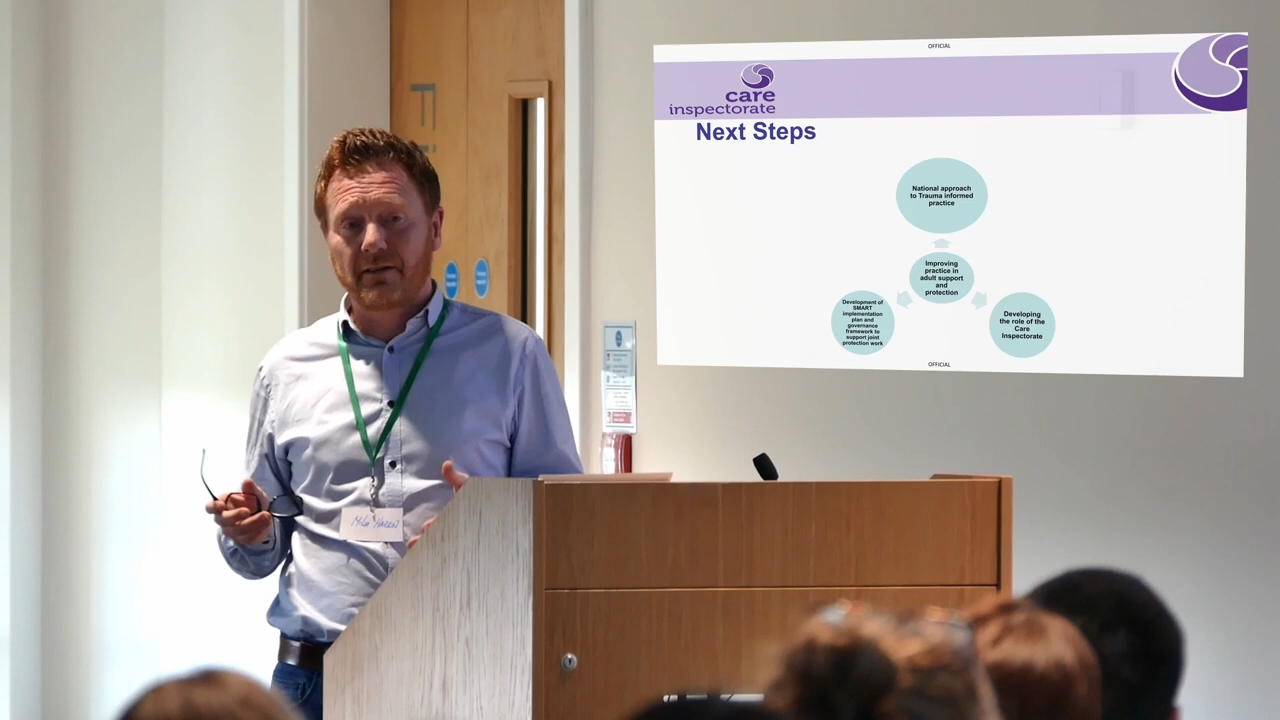 OFFICIAL
care
inspectorate
Next Steps
National approach
to Trauma informed
practice
Improving
practice in
adult support
and
protection
Development of
SMART
implementation
plan and
governance
framework to
support joint
protection work
Developing
the role of the
Care
Inspectorate
OFFICIAL